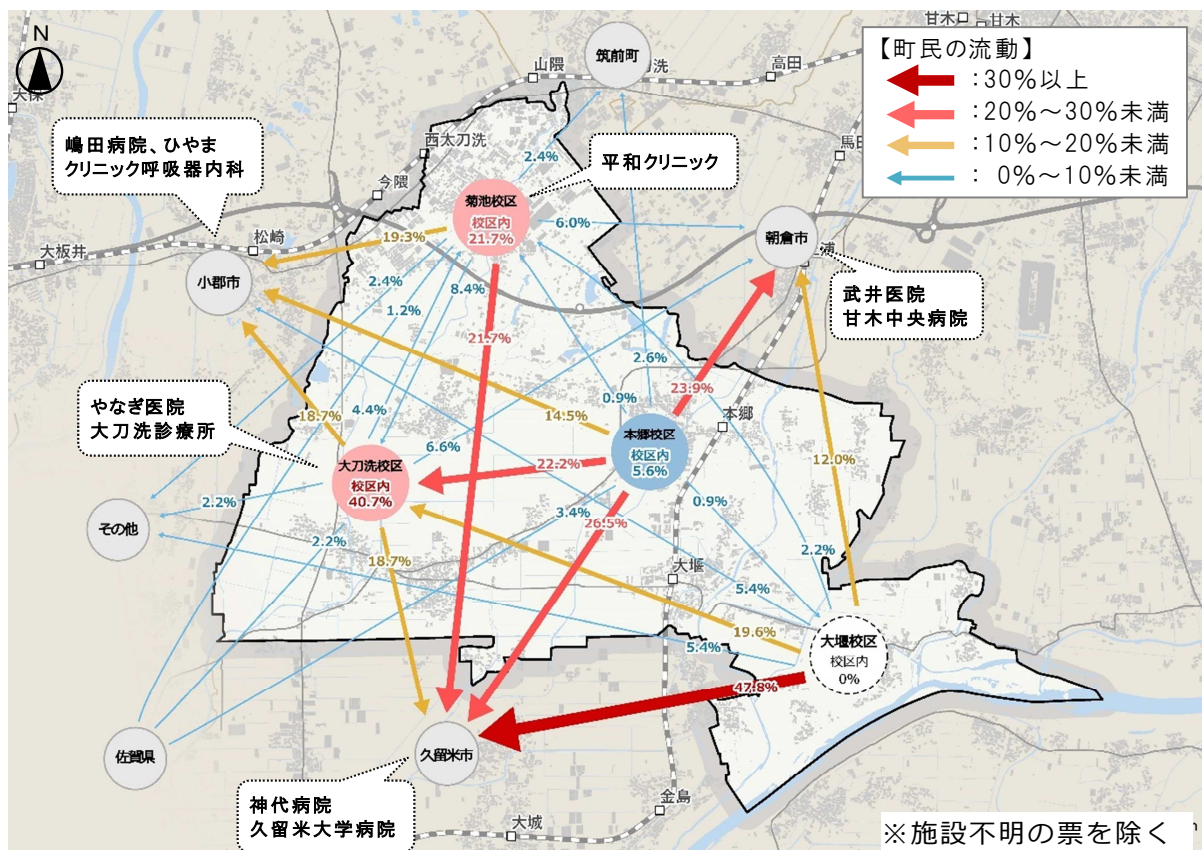 N
甘木
甘木
筑前町
洗
山隈
高田
大保
西太刀洗
馬田
今隈
【町民の流動】
:30%以上
:20%～30%未満
:10%～20%未満
: 0%～10%未満
嶋田病院、ひやま
クリニック呼吸器内科
平和クリニック
2.4%
菊池校区
校区内
21.7%
6.0%
朝倉市
浦
大板井
松崎
19.3%
小郡市
2.4%
8.4%
1.2%
武井医院
甘木中央病院
21.7%
2.6%
23.9%
やなぎ医院
大刀洗診療所
18.7%
4.4%
14.5%
0.9%
本郷
本郷校区
校区内
5.6%
6.6%
12.0%
大刀洗校区
校区内
40.7%
22.2%
2.2%
3.4%
26.5%
0.9%
その他
2.2%
18.7%
2.2%
大堰
5.4%
19.6%
5.4%
大堰校区
校区内
0%
47.8%
佐賀県
久留米市
神代病院
久留米大学病院
金島
大城
※施設不明の票を除く